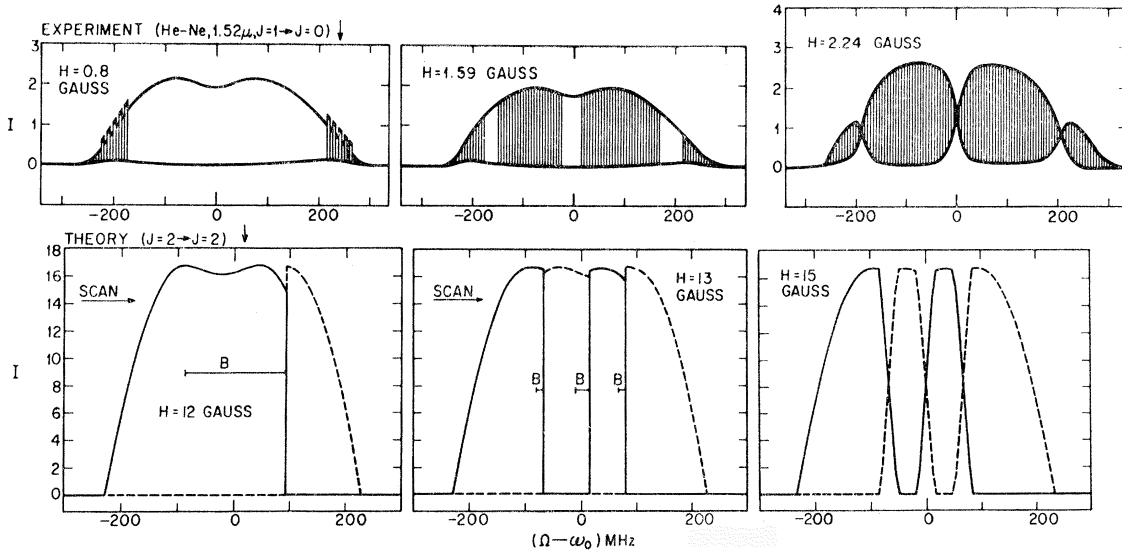 EXPERIMENT (He-Ne, 1.52μ, J=1→J=0) ↓
3
2
1
0
I
H=0.8
GAUSS
-200
0
200
H=1.59 GAUSS
-200
0
200
4
3
2
1
0
H=2.24 GAUSS
-200
0
200
THEORY (J=2→J=2) ↓
18
16
14
12
10
8
6
4
2
0
I
SCAN
B
H=12 GAUSS
-200
0
200
SCAN
H=13
GAUSS
B
B
B
-200
0
200
H=15
GAUSS
-200
0
200
(Ω-ω₀) MHz